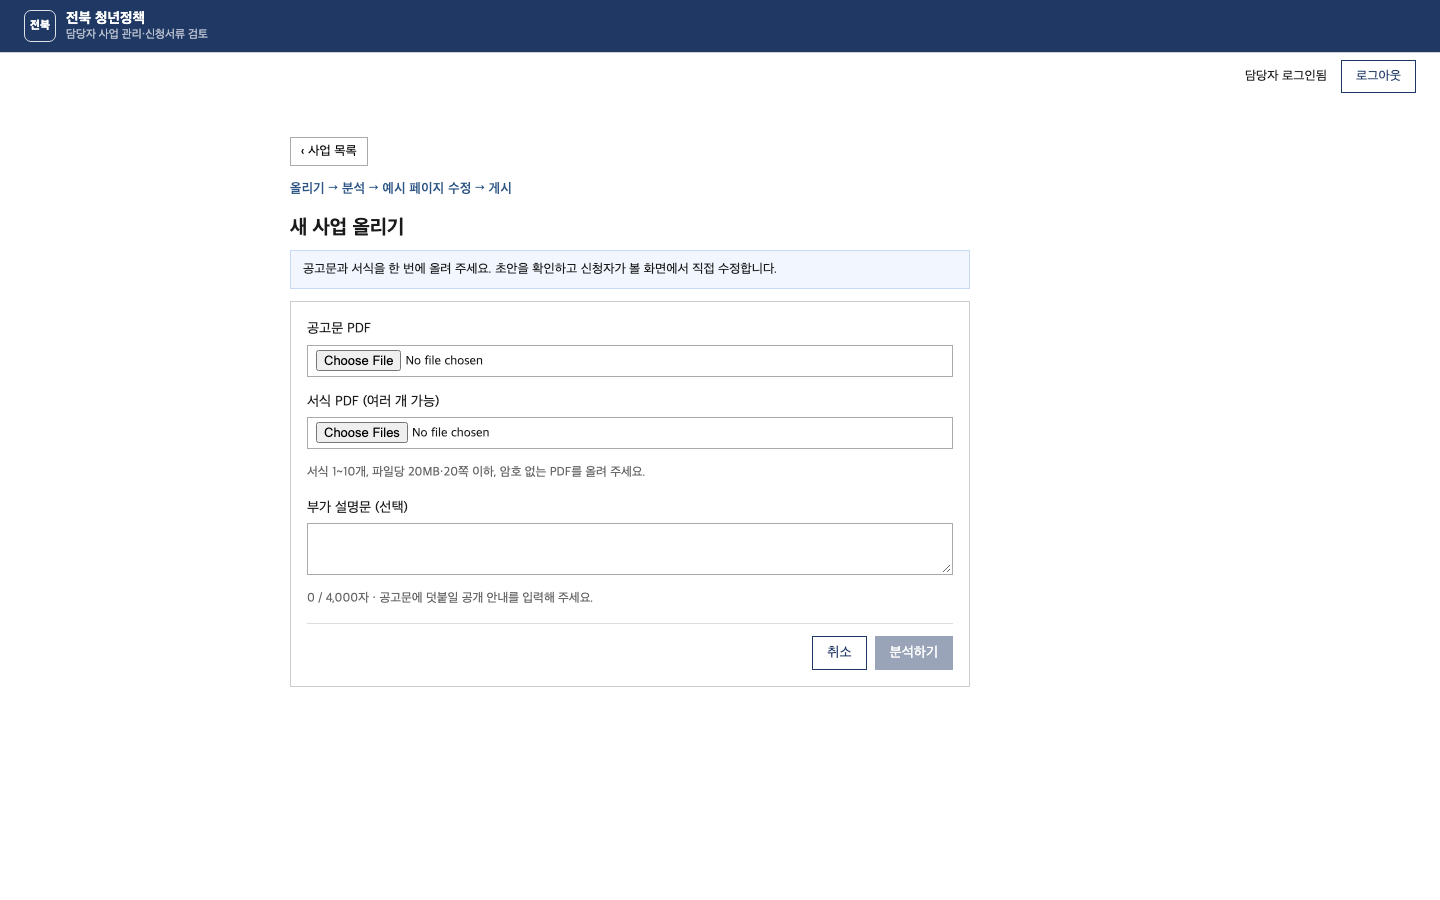 전북
전북 청년정책
담당자 사업 관리·신청서류 검토
담당자 로그인됨
로그아웃
‹ 사업 목록
올리기 → 분석 → 예시 페이지 수정 → 게시
새 사업 올리기
공고문과 서식을 한 번에 올려 주세요. 초안을 확인하고 신청자가 볼 화면에서 직접 수정합니다.
공고문 PDF
Choose File No file chosen
서식 PDF (여러 개 가능)
Choose Files No file chosen
서식 1~10개, 파일당 20MB·20쪽 이하, 암호 없는 PDF를 올려 주세요.
부가 설명문 (선택)
0 / 4,000자 · 공고문에 덧붙일 공개 안내를 입력해 주세요.
취소
분석하기